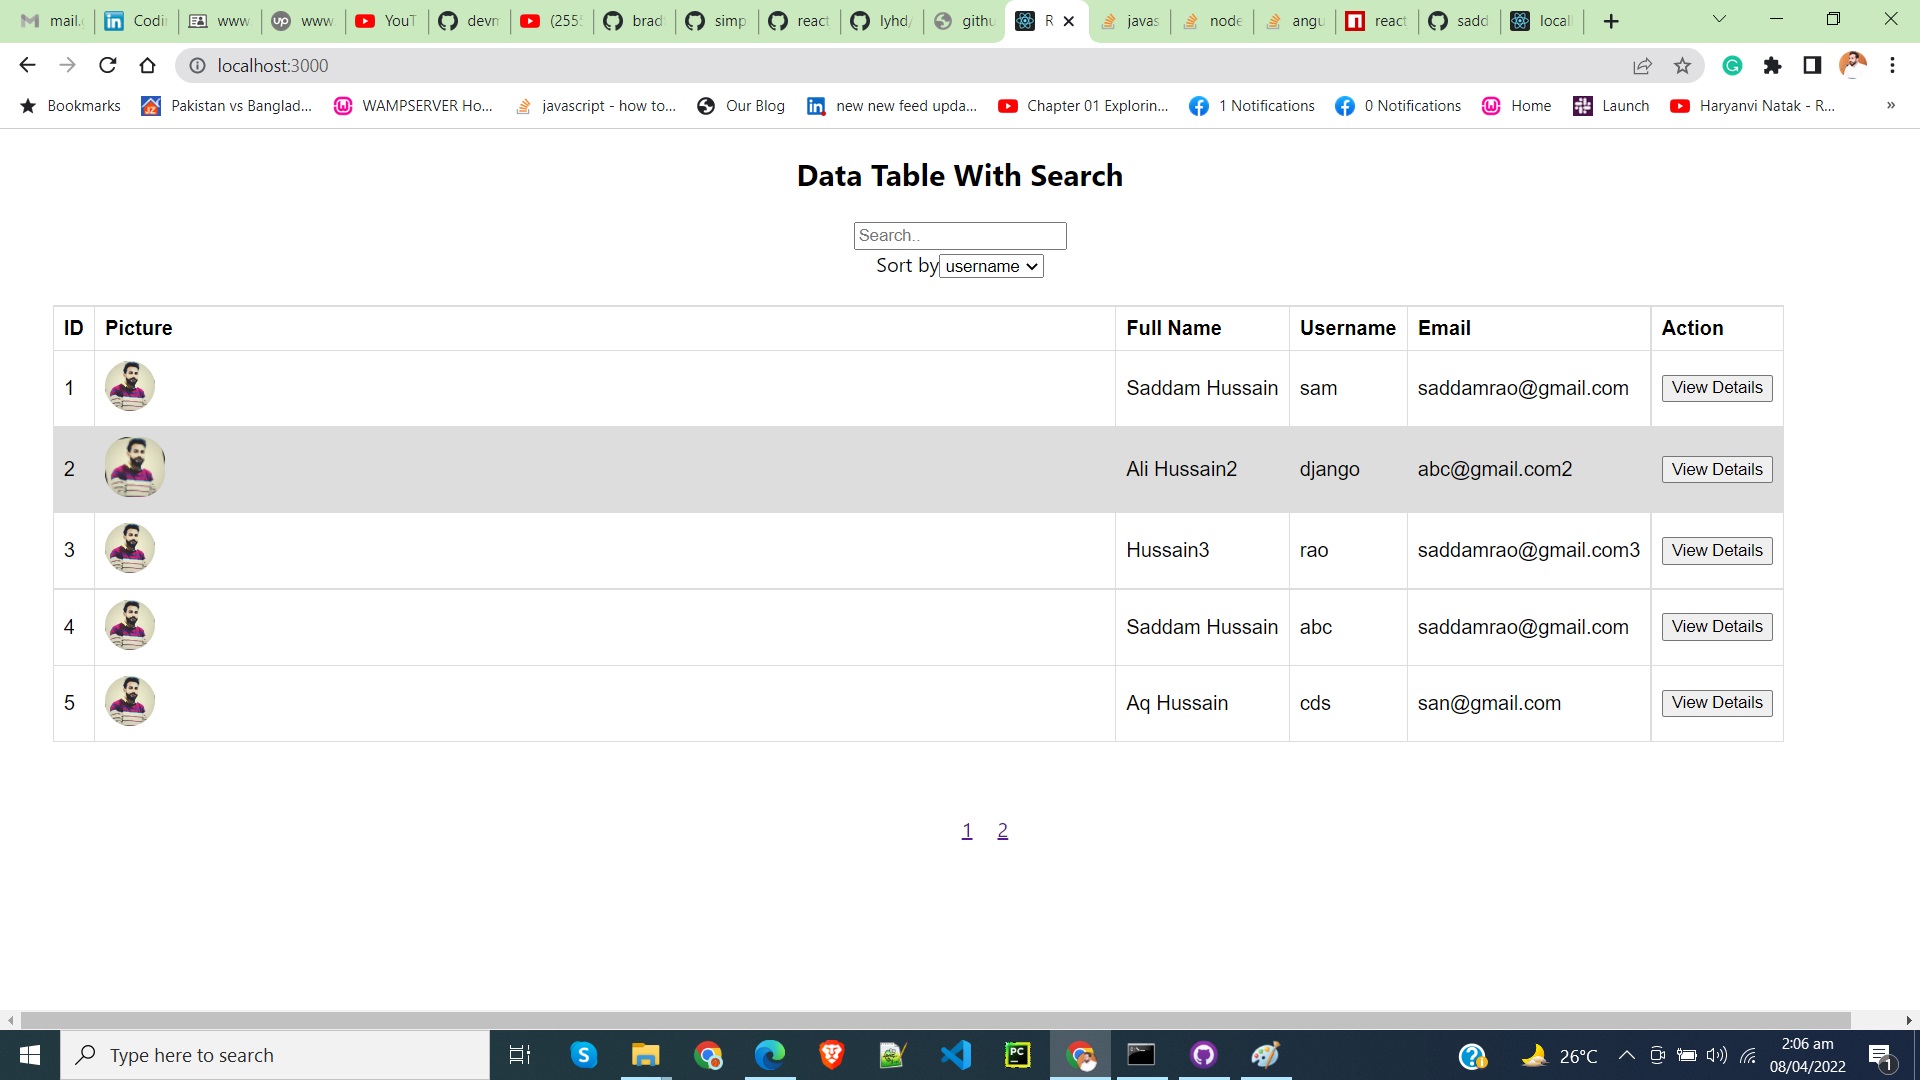 mail. Codi www www YouT devm (255 brad simp react lyhd/ githu R javas node angu react sadd local
localhost:3000
Bookmarks Pakistan vs Banglad... WAMPSERVER Ho... javascript - how to... Our Blog new new feed upda... Chapter 01 Explorin... 1 Notifications 0 Notifications Home Launch Haryanvi Natak - R... »
Data Table With Search
Search..
Sort by username
ID Picture Full Name Username Email Action
1 Saddam Hussain sam saddamrao@gmail.com View Details
2 Ali Hussain2 django abc@gmail.com2 View Details
3 Hussain3 rao saddamrao@gmail.com3 View Details
4 Saddam Hussain abc saddamrao@gmail.com View Details
5 Aq Hussain cds san@gmail.com View Details
1 2
Type here to search
26°C
2:06 am
08/04/2022
1